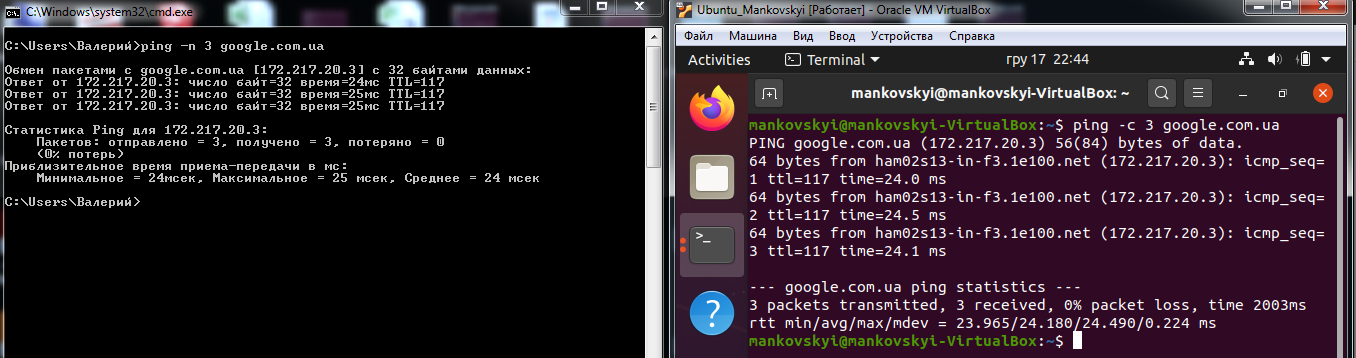 C:\Windows\system32\cmd.exe
C:\Users\Валерий>ping -n 3 google.com.ua
Обмен пакетами с google.com.ua [172.217.20.3] с 32 байтами данных:
Ответ от 172.217.20.3: число байт=32 время=24мс TTL=117
Ответ от 172.217.20.3: число байт=32 время=25мс TTL=117
Ответ от 172.217.20.3: число байт=32 время=25мс TTL=117
Статистика Ping для 172.217.20.3:
Пакетов: отправлено = 3, получено = 3, потеряно = 0
(0% потерь)
Приблизительное время приема-передачи в мс:
Минимальное = 24мсек, Максимальное = 25 мсек, Среднее = 24 мсек
C:\Users\Валерий>
Ubuntu_Mankovskyi [Работает] - Oracle VM VirtualBox
Файл Машина Вид Ввод Устройства Справка
Activities Terminal гру 17 22:44
mankovskyi@mankovskyi-VirtualBox: ~
mankovskyi@mankovskyi-VirtualBox:~$ ping -c 3 google.com.ua
PING google.com.ua (172.217.20.3) 56(84) bytes of data.
64 bytes from ham02s13-in-f3.1e100.net (172.217.20.3): icmp_seq=
1 ttl=117 time=24.0 ms
64 bytes from ham02s13-in-f3.1e100.net (172.217.20.3): icmp_seq=
2 ttl=117 time=24.5 ms
64 bytes from ham02s13-in-f3.1e100.net (172.217.20.3): icmp_seq=
3 ttl=117 time=24.1 ms
--- google.com.ua ping statistics ---
3 packets transmitted, 3 received, 0% packet loss, time 2003ms
rtt min/avg/max/mdev = 23.965/24.180/24.490/0.224 ms
mankovskyi@mankovskyi-VirtualBox:~$